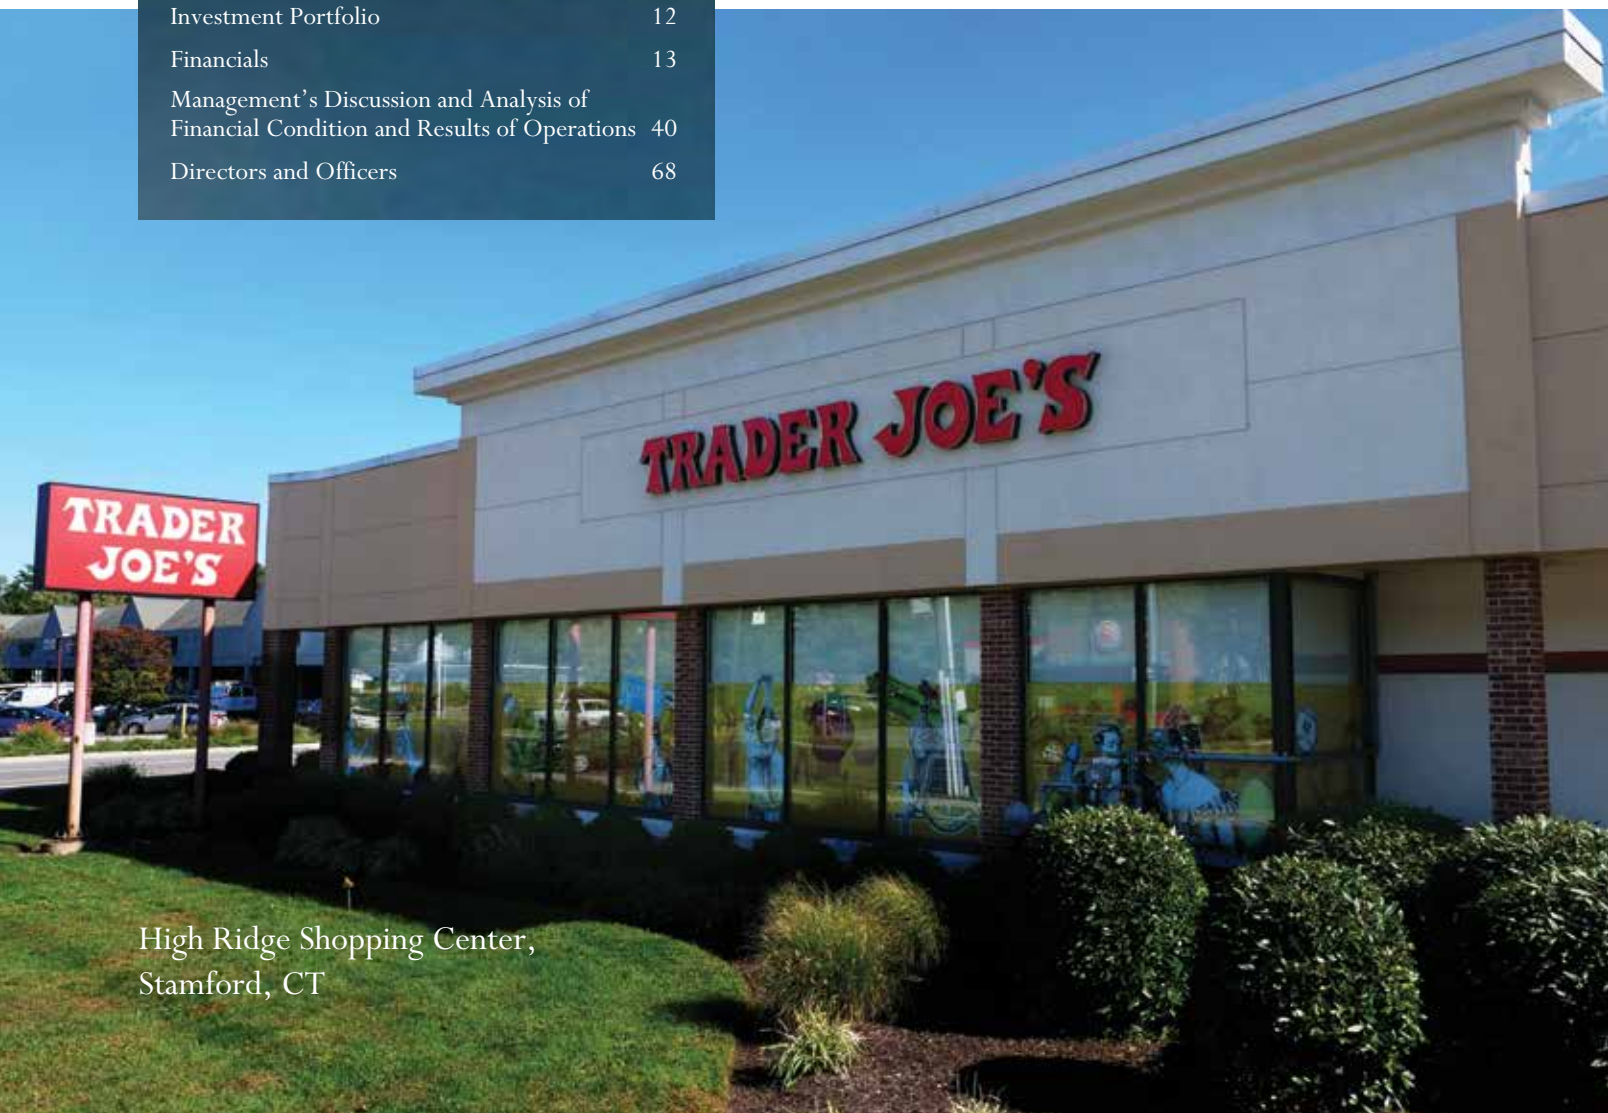 Investment Portfolio 12
Financials 13
Management's Discussion and Analysis of
Financial Condition and Results of Operations 40
Directors and Officers 68
TRADER JOE'S
TRADER
JOE'S
High Ridge Shopping Center,
Stamford, CT